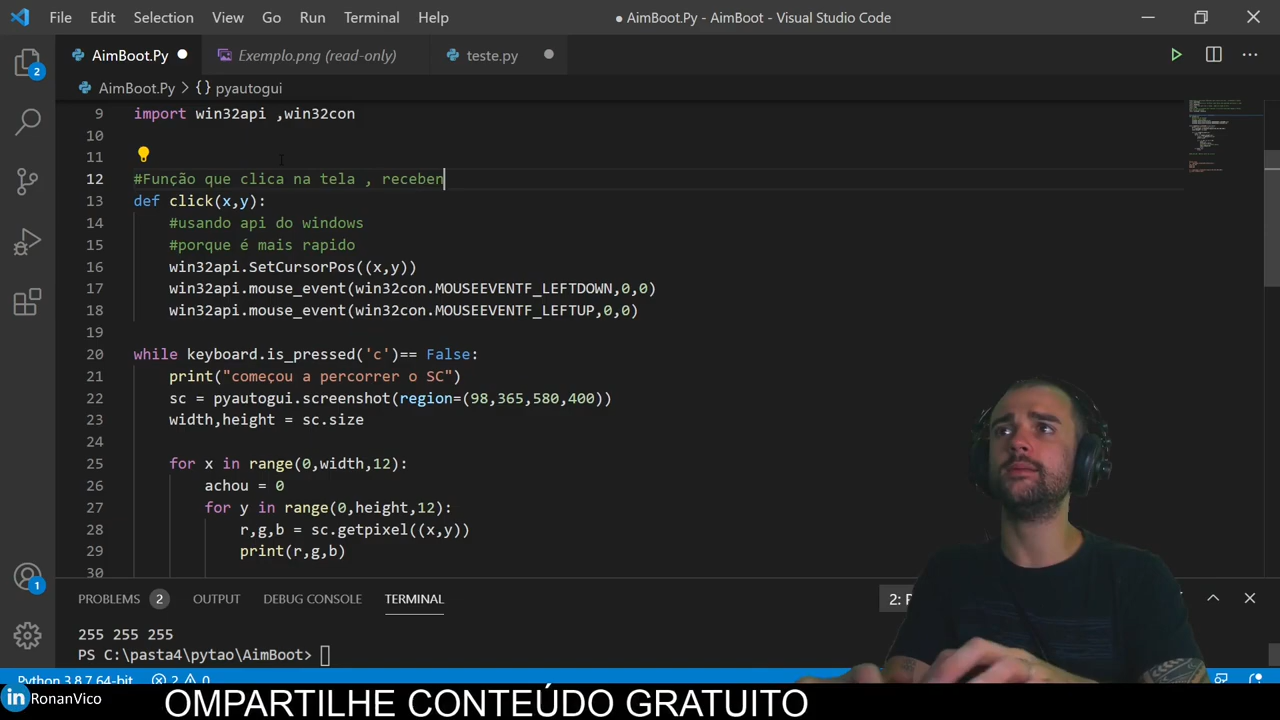 File Edit Selection View Go Run Terminal Help ● AimBoot.Py - AimBoot - Visual Studio Code
AimBoot.Py Exemplo.png (read-only) teste.py
AimBoot.Py > {} pyautogui
9 import win32api ,win32con
10
11
12 #Função que clica na tela , receben
13 def click(x,y):
14 #usando api do windows
15 #porque é mais rapido
16 win32api.SetCursorPos((x,y))
17 win32api.mouse_event(win32con.MOUSEEVENTF_LEFTDOWN,0,0)
18 win32api.mouse_event(win32con.MOUSEEVENTF_LEFTUP,0,0)
19
20 while keyboard.is_pressed('c')== False:
21 print("começou a percorrer o SC")
22 sc = pyautogui.screenshot(region=(98,365,580,400))
23 width,height = sc.size
24
25 for x in range(0,width,12):
26 achou = 0
27 for y in range(0,height,12):
28 r,g,b = sc.getpixel((x,y))
29 print(r,g,b)
30
2
1
PROBLEMS 2 OUTPUT DEBUG CONSOLE TERMINAL 2:
255 255 255
PS C:\pasta4\pytao\AimBoot>
Python 3.8.7 64-bit 2 0
in RonanVico OMPARTILHE CONTEÚDO GRATUITO